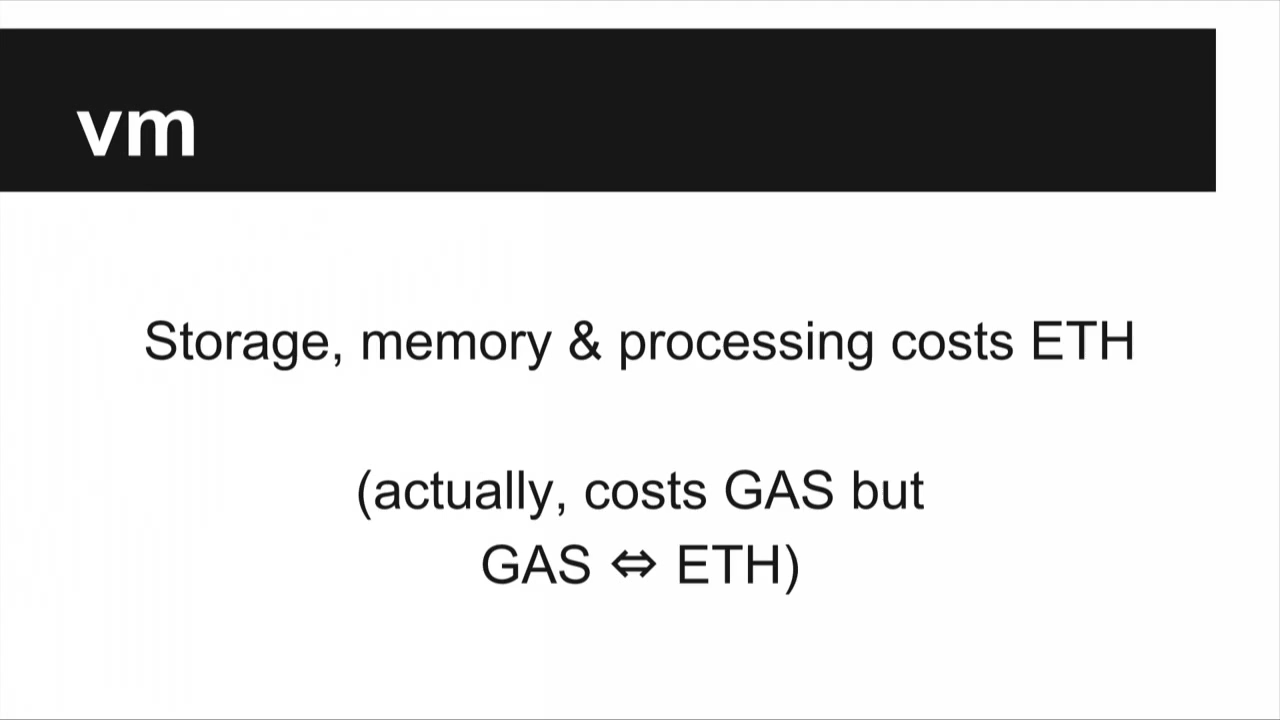 vm
Storage, memory & processing costs ETH
(actually, costs GAS but
GAS ⇔ ETH)